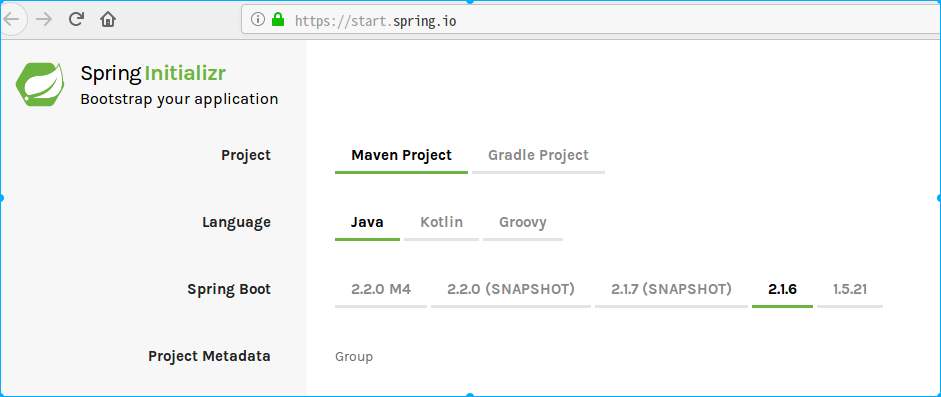 https://start.spring.io
Spring Initializr
Bootstrap your application
Project
Maven Project Gradle Project
Language
Java Kotlin Groovy
Spring Boot
2.2.0 M4 2.2.0 (SNAPSHOT) 2.1.7 (SNAPSHOT) 2.1.6 1.5.21
Project Metadata
Group